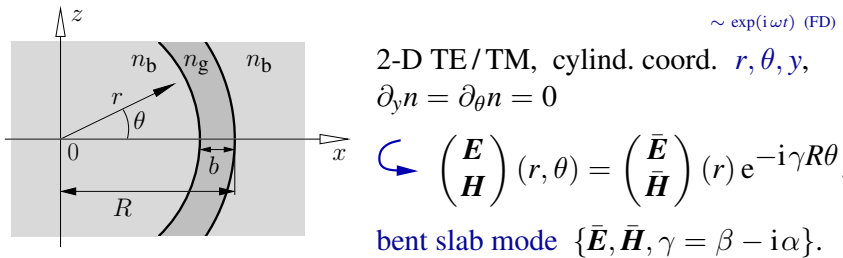 ∼ exp(i ωt) (FD)
z
n_b n_g n_b
r
θ
0
x
b
R
2-D TE / TM, cylind. coord. r, θ, y,
∂_y n = ∂_θ n = 0
(E H) (r, θ) = (Ē H̄) (r) e^{−iγRθ}.
bent slab mode {Ē, H̄, γ = β − iα}.